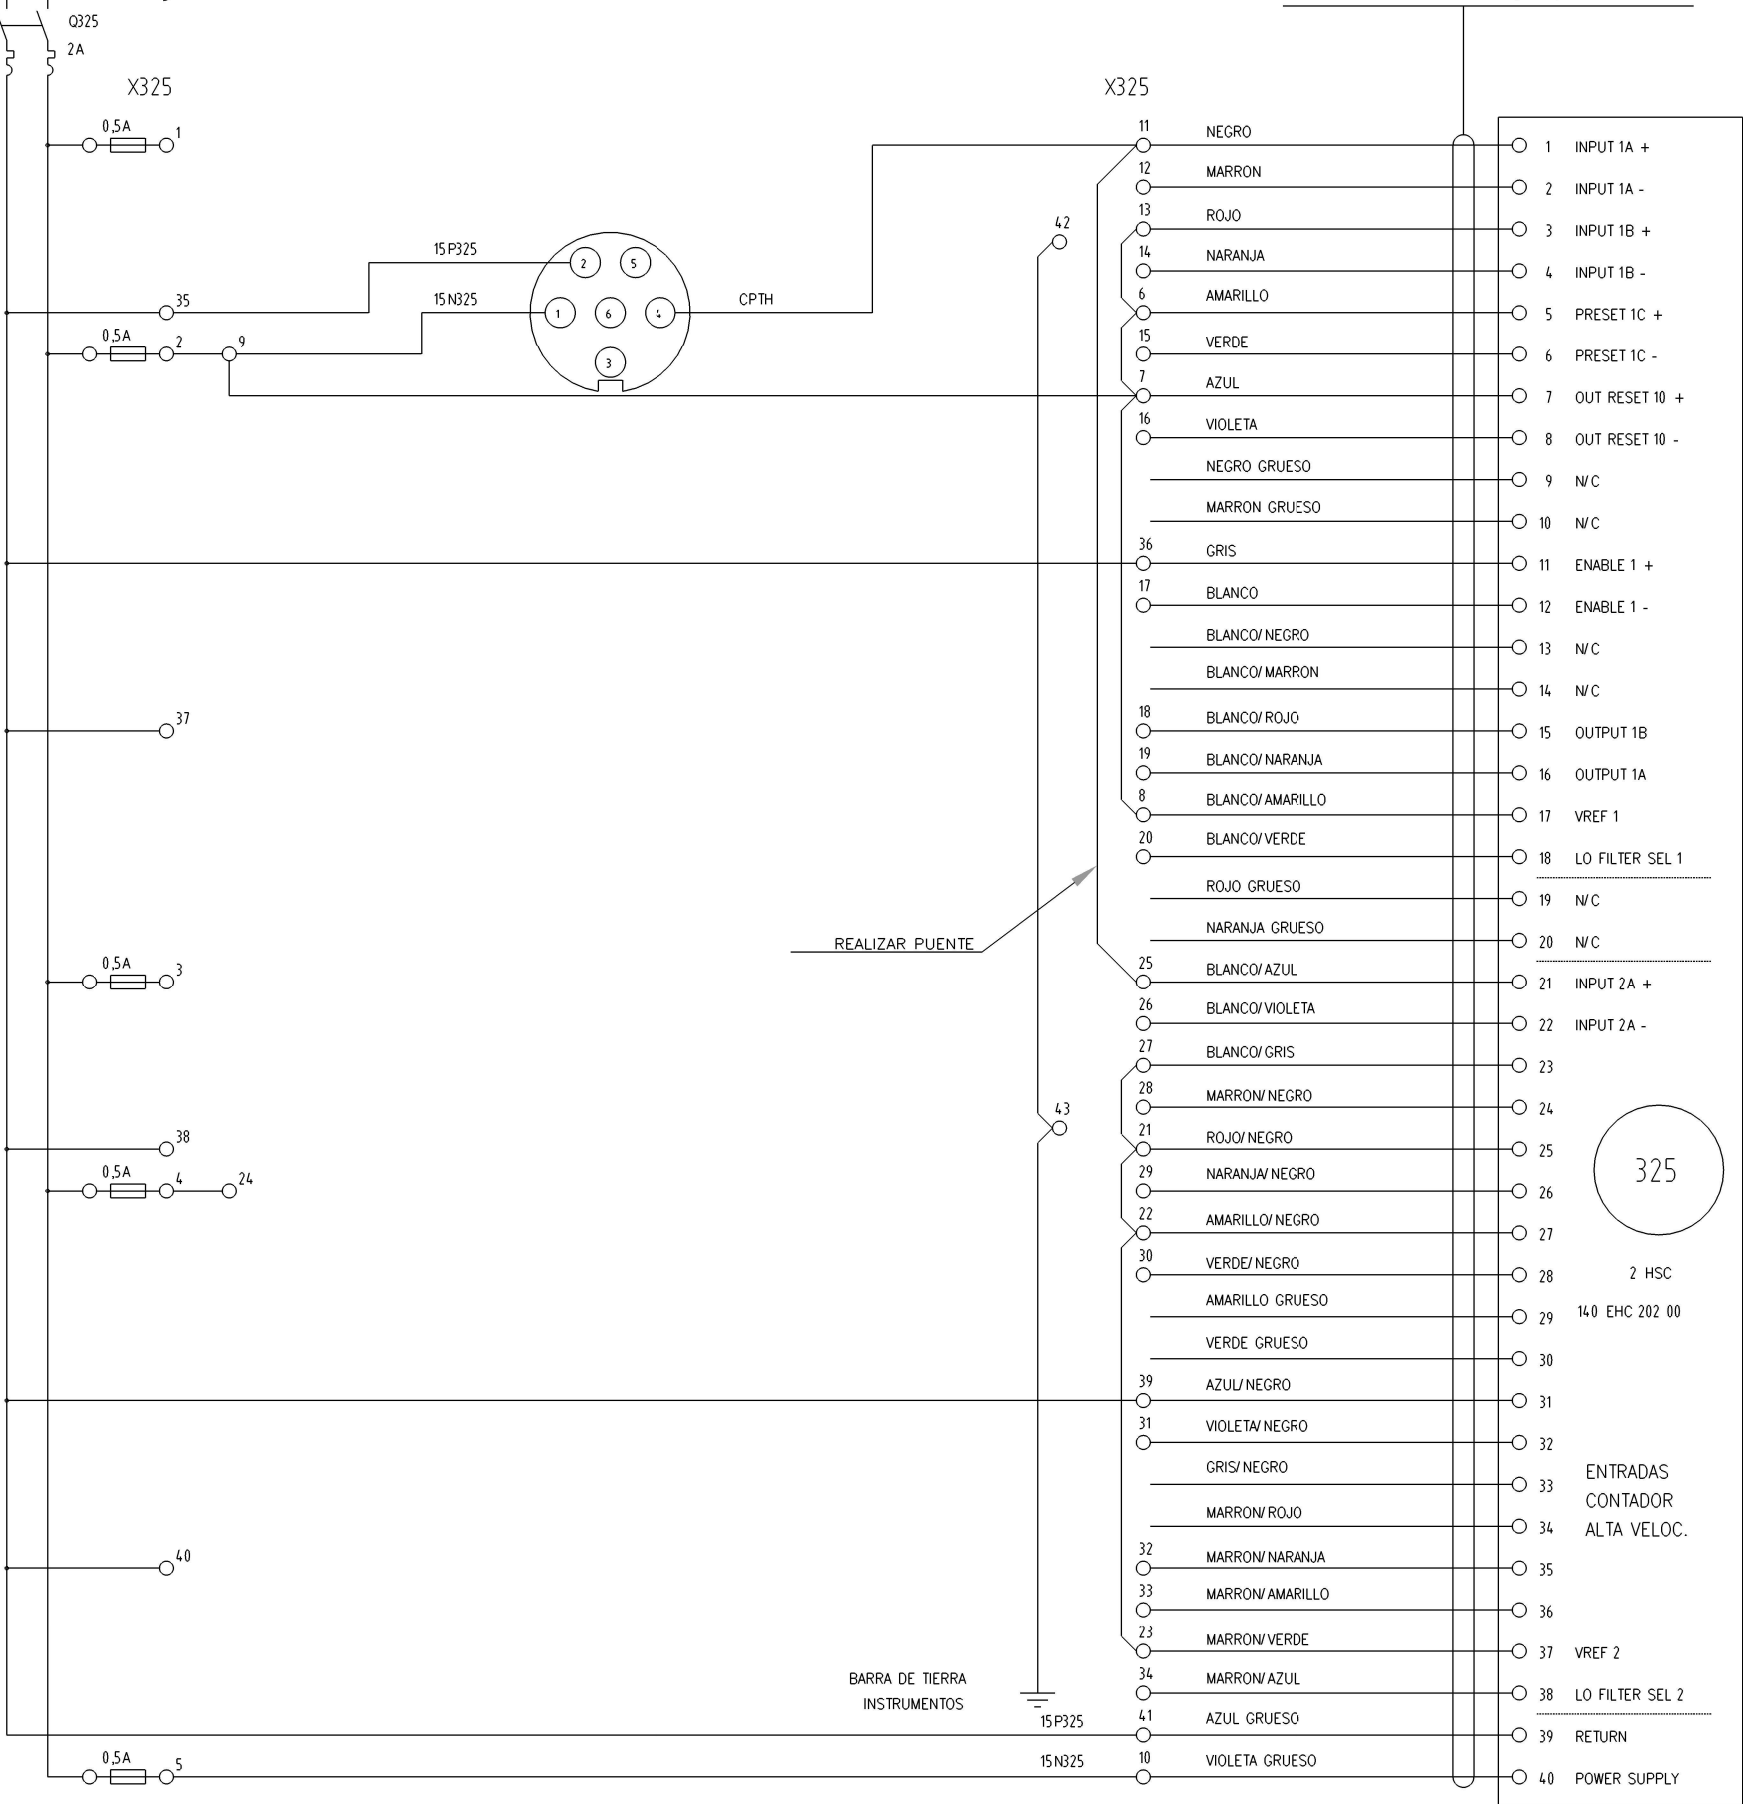 Q325
2A
X325
X325
0,5A
1
11
NEGRO
1
INPUT 1A +
12
MARRON
2
INPUT 1A -
13
ROJO
3
INPUT 1B +
42
14
NARANJA
4
INPUT 1B -
15P325
2
5
35
15N325
1
6
4
CPTH
6
AMARILLO
5
PRESET 1C +
0,5A
2
9
3
15
VERDE
6
PRESET 1C -
7
AZUL
7
OUT RESET 10 +
16
VIOLETA
8
OUT RESET 10 -
NEGRO GRUESO
9
N/C
MARRON GRUESO
10
N/C
36
GRIS
11
ENABLE 1 +
17
BLANCO
12
ENABLE 1 -
BLANCO/NEGRO
13
N/C
BLANCO/MARRON
14
N/C
37
18
BLANCO/ROJO
15
OUTPUT 1B
19
BLANCO/NARANJA
16
OUTPUT 1A
8
BLANCO/AMARILLO
17
VREF 1
20
BLANCO/VERDE
18
LO FILTER SEL 1
ROJO GRUESO
19
N/C
REALIZAR PUENTE
NARANJA GRUESO
20
N/C
0,5A
3
25
BLANCO/AZUL
21
INPUT 2A +
26
BLANCO/VIOLETA
22
INPUT 2A -
27
BLANCO/GRIS
23
43
28
MARRON/NEGRO
24
38
21
ROJO/NEGRO
25
325
0,5A
4
24
29
NARANJA/NEGRO
26
22
AMARILLO/NEGRO
27
30
VERDE/NEGRO
28
2 HSC
AMARILLO GRUESO
29
140 EHC 202 00
VERDE GRUESO
30
39
AZUL/NEGRO
31
31
VIOLETA/NEGRO
32
GRIS/NEGRO
33
ENTRADAS
CONTADOR
ALTA VELOC.
MARRON/ROJO
34
40
32
MARRON/NARANJA
35
33
MARRON/AMARILLO
36
23
MARRON/VERDE
37
VREF 2
BARRA DE TIERRA
INSTRUMENTOS
34
MARRON/AZUL
38
LO FILTER SEL 2
15P325
41
AZUL GRUESO
39
RETURN
0,5A
5
15N325
10
VIOLETA GRUESO
40
POWER SUPPLY